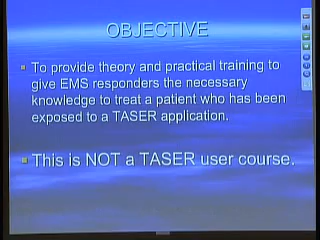 OBJECTIVE
To provide theory and practical training to
give EMS responders the necessary
knowledge to treat a patient who has been
exposed to a TASER application.
This is NOT a TASER user course.